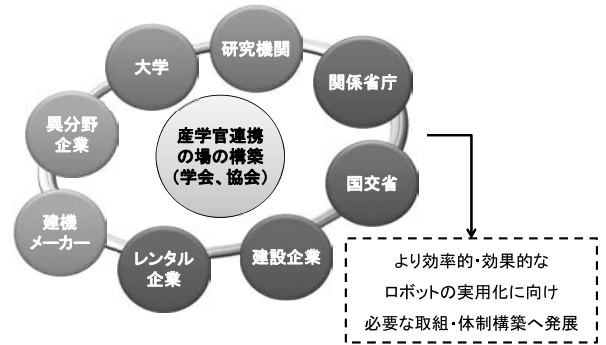 研究機関
大学
関係省庁
異分野
企業
産学官連携
の場の構築
(学会、協会)
国交省
建機
メーカー
レンタル
企業
建設企業
より効率的・効果的な
ロボットの実用化に向け
必要な取組・体制構築へ発展